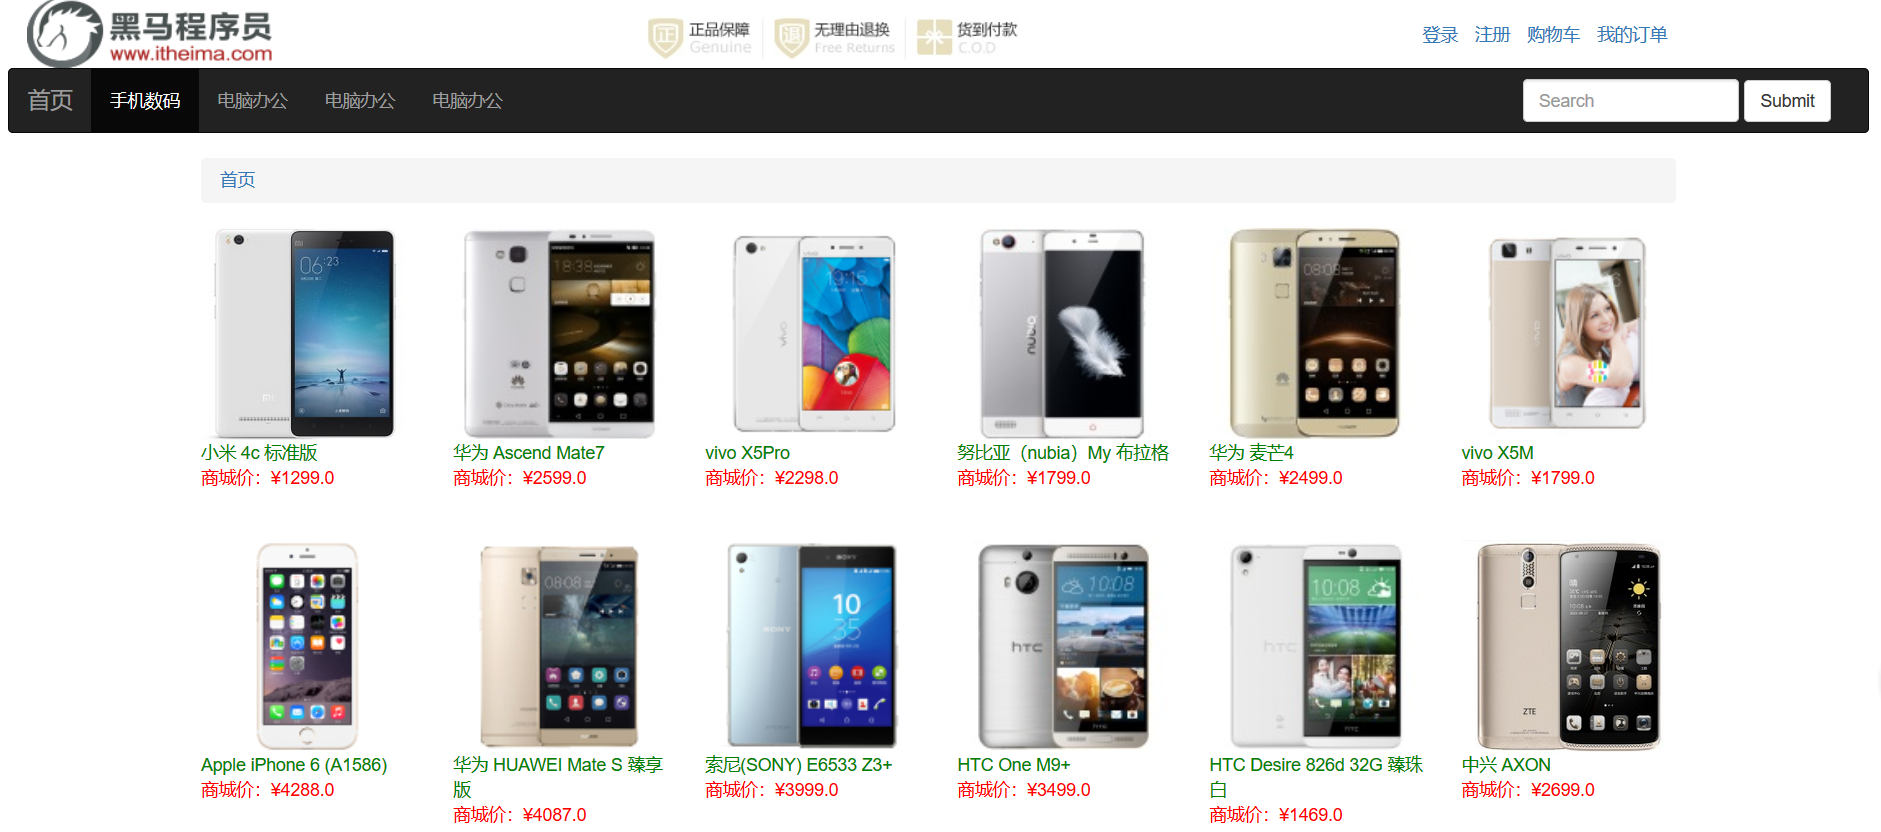 黑马程序员
www.itheima.com
正 正品保障
Genuine
退 无理由退换
Free Returns
货到付款
C.O.D
登录 注册 购物车 我的订单
首页 手机数码 电脑办公 电脑办公 电脑办公 Search Submit
首页
小米 4c 标准版
商城价：¥1299.0
华为 Ascend Mate7
商城价：¥2599.0
vivo X5Pro
商城价：¥2298.0
努比亚（nubia）My 布拉格
商城价：¥1799.0
华为 麦芒4
商城价：¥2499.0
vivo X5M
商城价：¥1799.0
Apple iPhone 6 (A1586)
商城价：¥4288.0
华为 HUAWEI Mate S 臻享
版
商城价：¥4087.0
索尼(SONY) E6533 Z3+
商城价：¥3999.0
HTC One M9+
商城价：¥3499.0
HTC Desire 826d 32G 臻珠
白
商城价：¥1469.0
中兴 AXON
商城价：¥2699.0